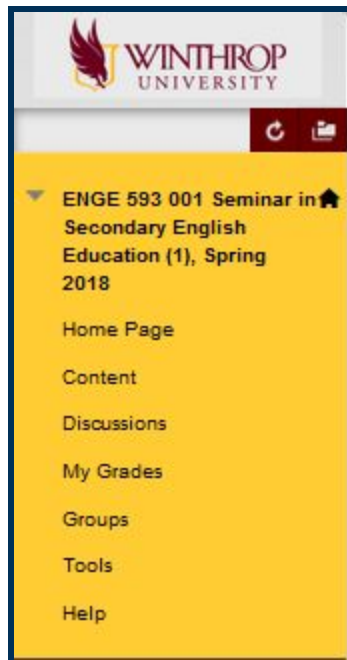 WINTHROP
UNIVERSITY
ENGE 593 001 Seminar in
Secondary English
Education (1), Spring
2018
Home Page
Content
Discussions
My Grades
Groups
Tools
Help